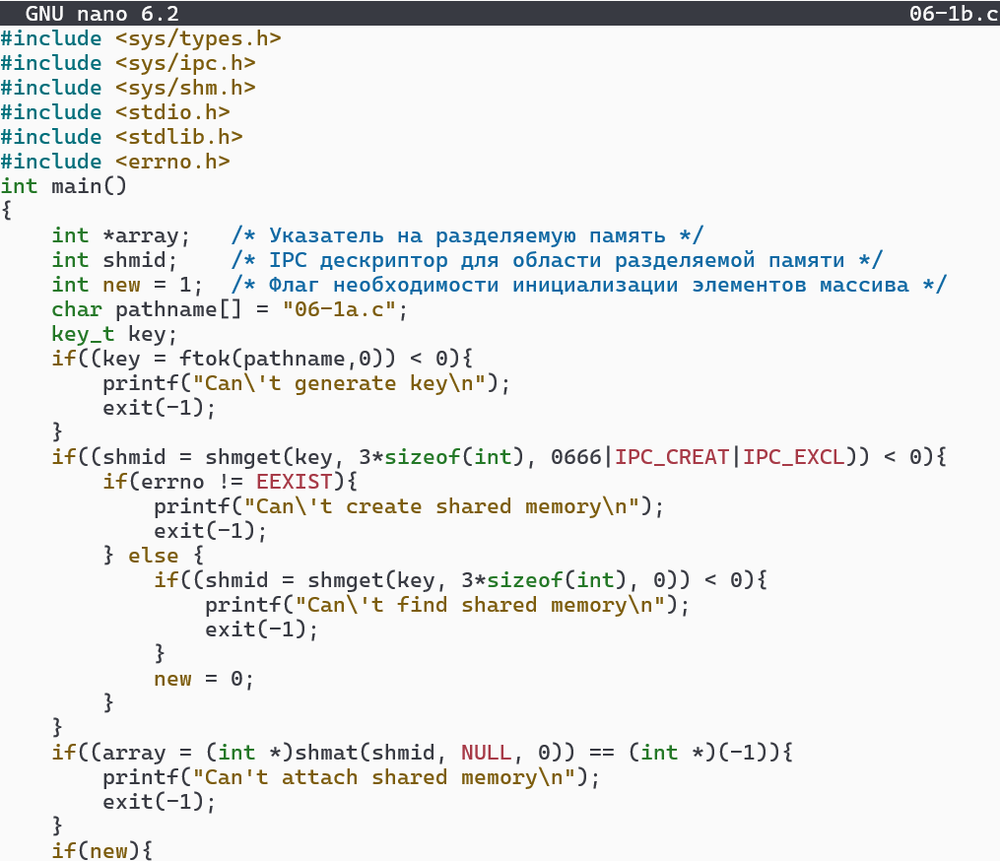 GNU nano 6.2 06-1b.c
#include <sys/types.h>
#include <sys/ipc.h>
#include <sys/shm.h>
#include <stdio.h>
#include <stdlib.h>
#include <errno.h>
int main()
{
    int *array;   /* Указатель на разделяемую память */
    int shmid;    /* IPC дескриптор для области разделяемой памяти */
    int new = 1;  /* Флаг необходимости инициализации элементов массива */
    char pathname[] = "06-1a.c";
    key_t key;
    if((key = ftok(pathname,0)) < 0){
        printf("Can\'t generate key\n");
        exit(-1);
    }
    if((shmid = shmget(key, 3*sizeof(int), 0666|IPC_CREAT|IPC_EXCL)) < 0){
        if(errno != EEXIST){
            printf("Can\'t create shared memory\n");
            exit(-1);
        } else {
            if((shmid = shmget(key, 3*sizeof(int), 0)) < 0){
                printf("Can\'t find shared memory\n");
                exit(-1);
            }
            new = 0;
        }
    }
    if((array = (int *)shmat(shmid, NULL, 0)) == (int *)(-1)){
        printf("Can't attach shared memory\n");
        exit(-1);
    }
    if(new){